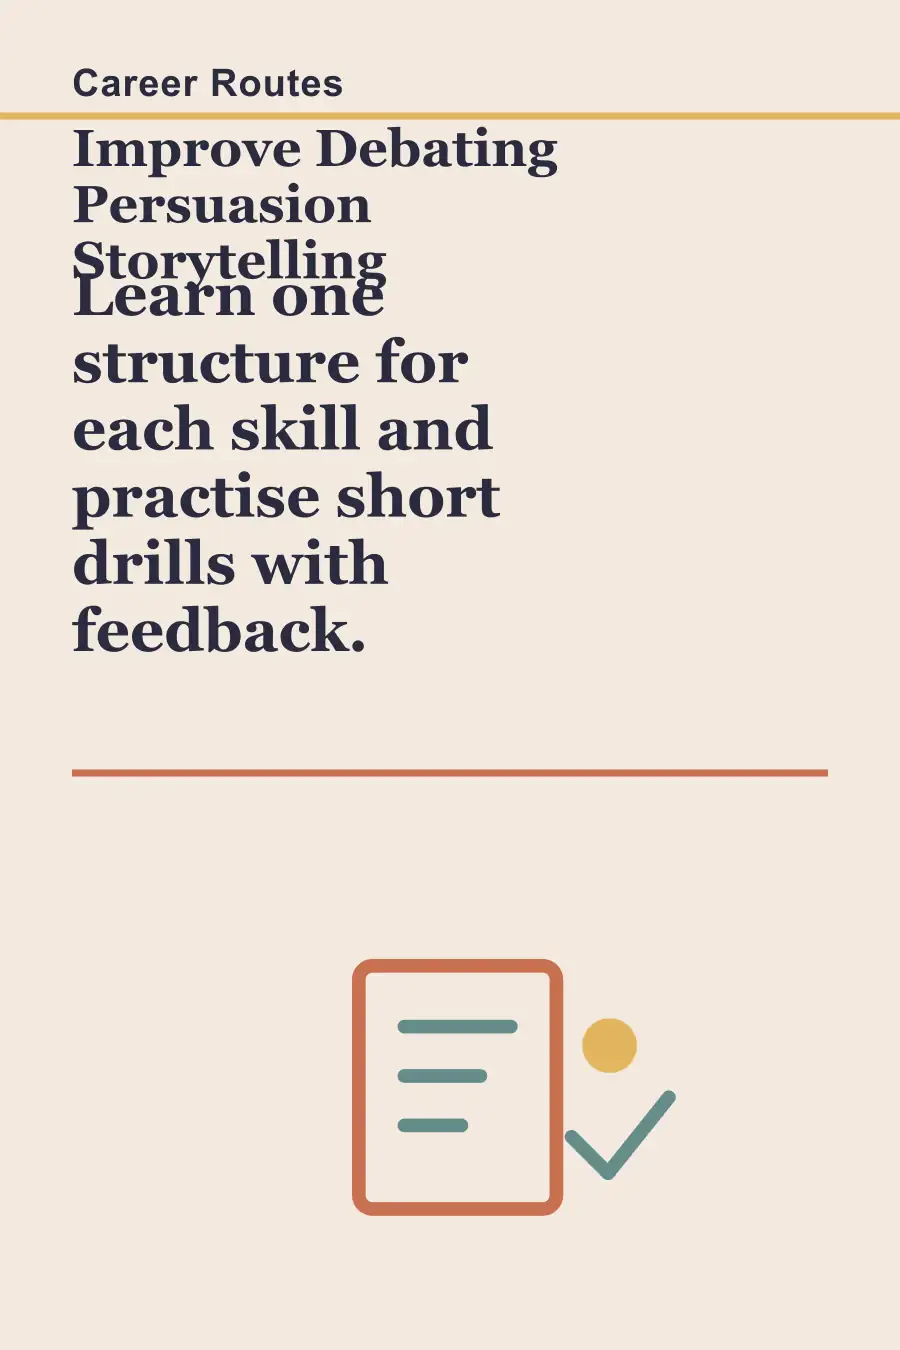 Career Routes
Improve Debating
Persuasion
Storytelling
Learn one
structure for
each skill and
practise short
drills with
feedback.